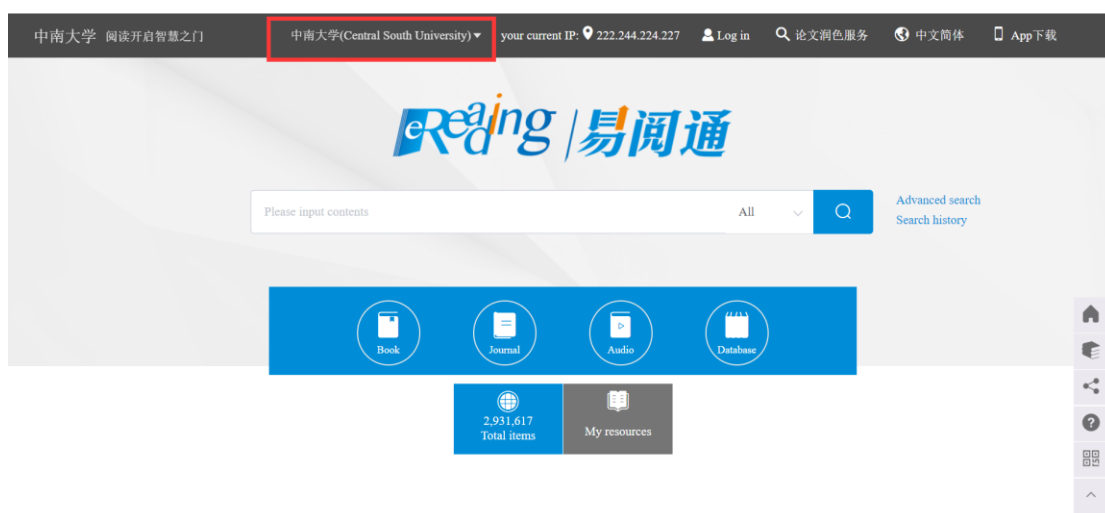 中南大学 阅读开启智慧之门 中南大学(Central South University) your current IP: 222.244.224.227 Log in 论文润色服务 中文简体 App下载
eReading 易阅通
Please input contents All
Advanced search
Search history
Book Journal Audio Database
2,931,617
Total items
My resources